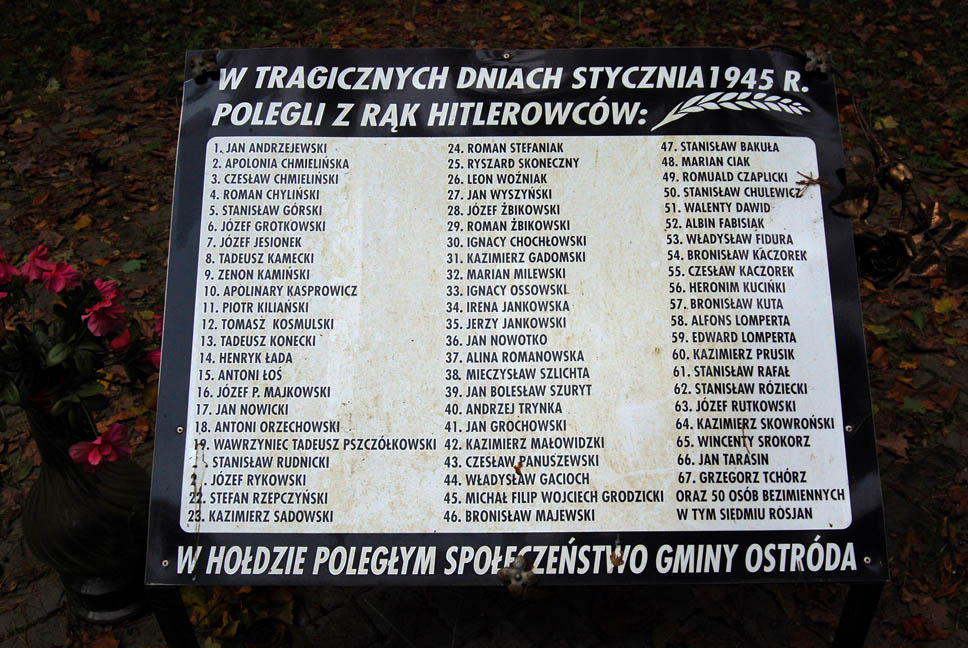 W TRAGICZNYCH DNIACH STYCZNIA 1945 R.
POLEGLI Z RĄK HITLEROWCÓW:
1. JAN ANDRZEJEWSKI
2. APOLONIA CHMIELIŃSKA
3. CZESŁAW CHMIELIŃSKI
4. ROMAN CHYLIŃSKI
5. STANISŁAW GÓRSKI
6. JÓZEF GROTKOWSKI
7. JÓZEF JESIONEK
8. TADEUSZ KAMECKI
9. ZENON KAMIŃSKI
10. APOLINARY KASPROWICZ
11. PIOTR KILIAŃSKI
12. TOMASZ KOSMULSKI
13. TADEUSZ KONECKI
14. HENRYK ŁADA
15. ANTONI ŁOŚ
16. JÓZEF P. MAJKOWSKI
17. JAN NOWICKI
18. ANTONI ORZECHOWSKI
19. WAWRZYNIEC TADEUSZ PSZCZÓŁKOWSKI
STANISŁAW RUDNICKI
JÓZEF RYKOWSKI
22. STEFAN RZEPCZYŃSKI
23. KAZIMIERZ SADOWSKI
24. ROMAN STEFANIAK
25. RYSZARD SKONECZNY
26. LEON WOŹNIAK
27. JAN WYSZYŃSKI
28. JÓZEF ŻBIKOWSKI
29. ROMAN ŻBIKOWSKI
30. IGNACY CHOCHŁOWSKI
31. KAZIMIERZ GADOMSKI
32. MARIAN MILEWSKI
33. IGNACY OSSOWSKI
34. IRENA JANKOWSKA
35. JERZY JANKOWSKI
36. JAN NOWOTKO
37. ALINA ROMANOWSKA
38. MIECZYSŁAW SZLICHTA
39. JAN BOLESŁAW SZURYT
40. ANDRZEJ TRYNKA
41. JAN GROCHOWSKI
42. KAZIMIERZ MAŁOWIDZKI
43. CZESŁAW PANUSZEWSKI
44. WŁADYSŁAW GACIOCH
45. MICHAŁ FILIP WOJCIECH GRODZICKI
46. BRONISŁAW MAJEWSKI
47. STANISŁAW BAKUŁA
48. MARIAN CIAK
49. ROMUALD CZAPLICKI
50. STANISŁAW CHULEWICZ
51. WALENTY DAWID
52. ALBIN FABISIAK
53. WŁADYSŁAW FIDURA
54. BRONISŁAW KACZOREK
55. CZESŁAW KACZOREK
56. HERONIM KUCIŃKI
57. BRONISŁAW KUTA
58. ALFONS LOMPERTA
59. EDWARD LOMPERTA
60. KAZIMIERZ PRUSIK
61. STANISŁAW RAFAŁ
62. STANISŁAW RÓZIECKI
63. JÓZEF RUTKOWSKI
64. KAZIMIERZ SKOWROŃSKI
65. WINCENTY SROKORZ
66. JAN TARASIN
67. GRZEGORZ TCHÓRZ
ORAZ 50 OSÓB BEZIMIENNYCH
W TYM SIEDMIU ROSJAN
W HOŁDZIE POLEGŁYM SPOŁECZEŃSTWO GMINY OSTRÓDA